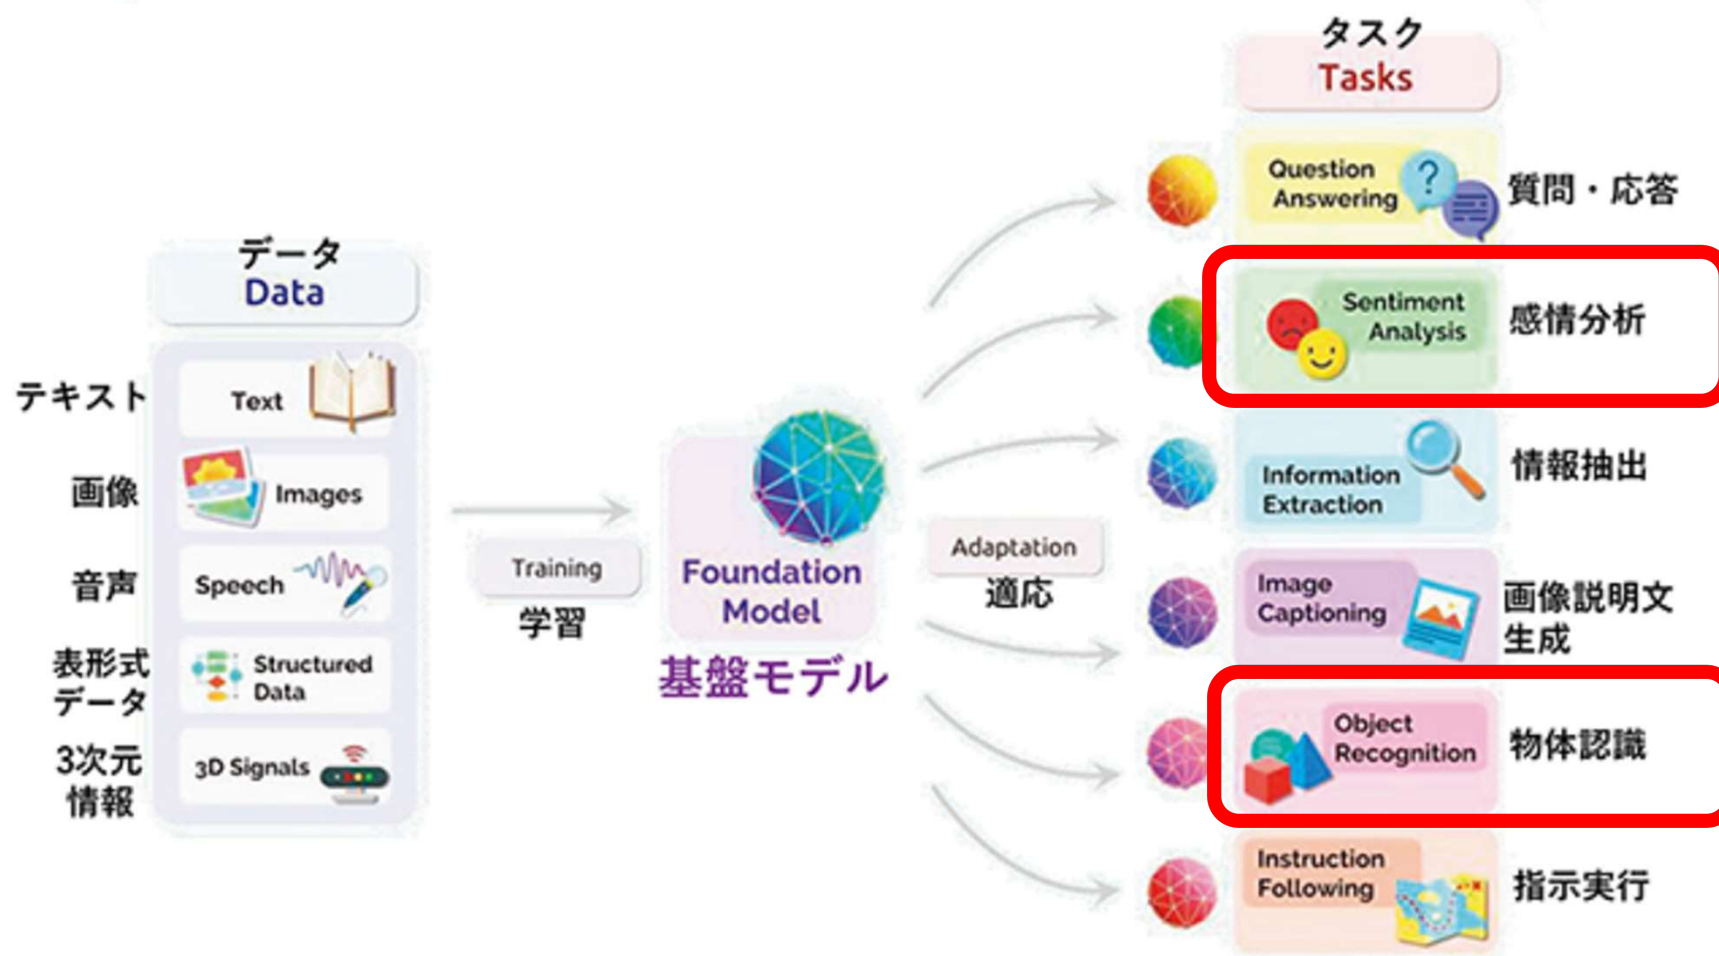 データ
Data
テキスト
Text
画像
Images
音声
Speech
表形式
データ
Structured
Data
3次元
情報
3D Signals
Training
学習
Foundation
Model
基盤モデル
Adaptation
適応
タスク
Tasks
Question
Answering
?
質問・応答
Sentiment
Analysis
感情分析
Information
Extraction
情報抽出
Image
Captioning
画像説明文
生成
Object
Recognition
物体認識
Instruction
Following
指示実行